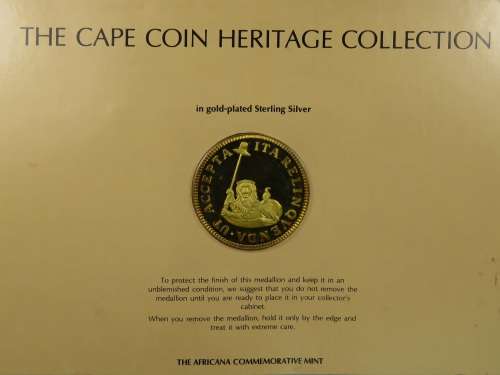 THE CAPE COIN HERITAGE COLLECTION
in gold-plated Sterling Silver
UT ACCEPTA ITA RELINQVENDA
To protect the finish of this medallion and keep it in an
unblemished condition, we suggest that you do not remove the
medallion until you are ready to place it in your collector's
cabinet.
When you remove the medallion, hold it only by the edge and
treat it with extreme care.
THE AFRICANA COMMEMORATIVE MINT